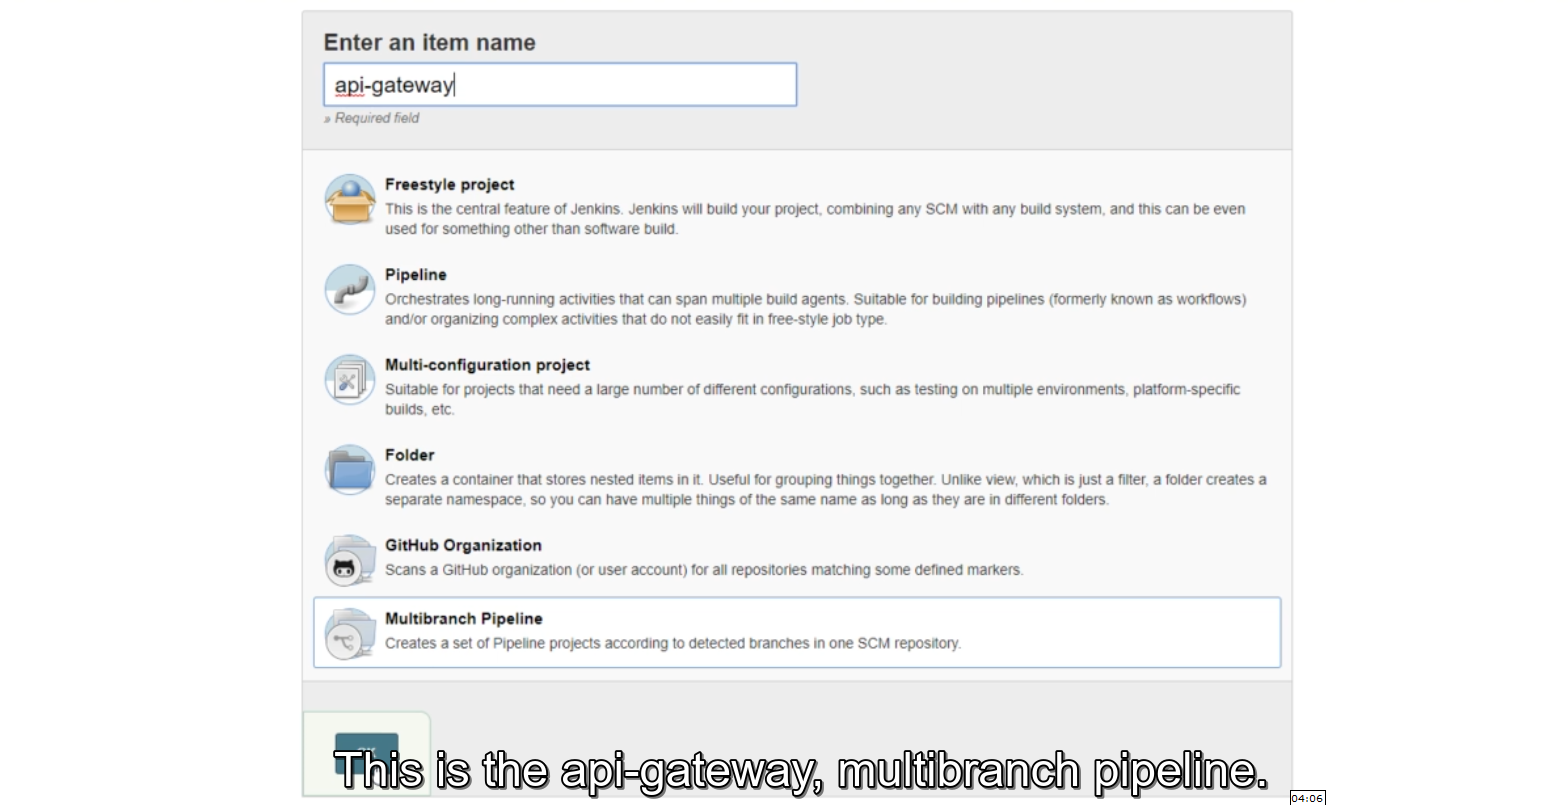 Enter an item name
api-gateway
» Required field
Freestyle project
This is the central feature of Jenkins. Jenkins will build your project, combining any SCM with any build system, and this can be even
used for something other than software build.
Pipeline
Orchestrates long-running activities that can span multiple build agents. Suitable for building pipelines (formerly known as workflows)
and/or organizing complex activities that do not easily fit in free-style job type.
Multi-configuration project
Suitable for projects that need a large number of different configurations, such as testing on multiple environments, platform-specific
builds, etc.
Folder
Creates a container that stores nested items in it. Useful for grouping things together. Unlike view, which is just a filter, a folder creates a
separate namespace, so you can have multiple things of the same name as long as they are in different folders.
GitHub Organization
Scans a GitHub organization (or user account) for all repositories matching some defined markers.
Multibranch Pipeline
Creates a set of Pipeline projects according to detected branches in one SCM repository.
This is the api-gateway, multibranch pipeline.
04:06